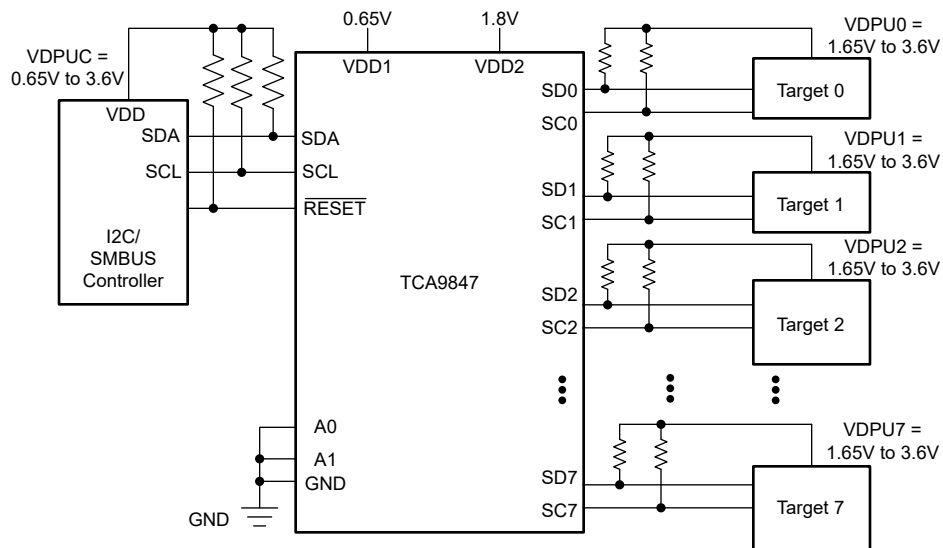 0.65V
1.8V
VDPUC =
0.65V to 3.6V
VDD
SDA
SCL
I2C/
SMBUS
Controller
VDD1
VDD2
SDA
SCL
RESET
TCA9847
A0
A1
GND
GND
SD0
SC0
SD1
SC1
SD2
SC2
SD7
SC7
VDPU0 =
1.65V to 3.6V
Target 0
VDPU1 =
1.65V to 3.6V
Target 1
VDPU2 =
1.65V to 3.6V
Target 2
VDPU7 =
1.65V to 3.6V
Target 7